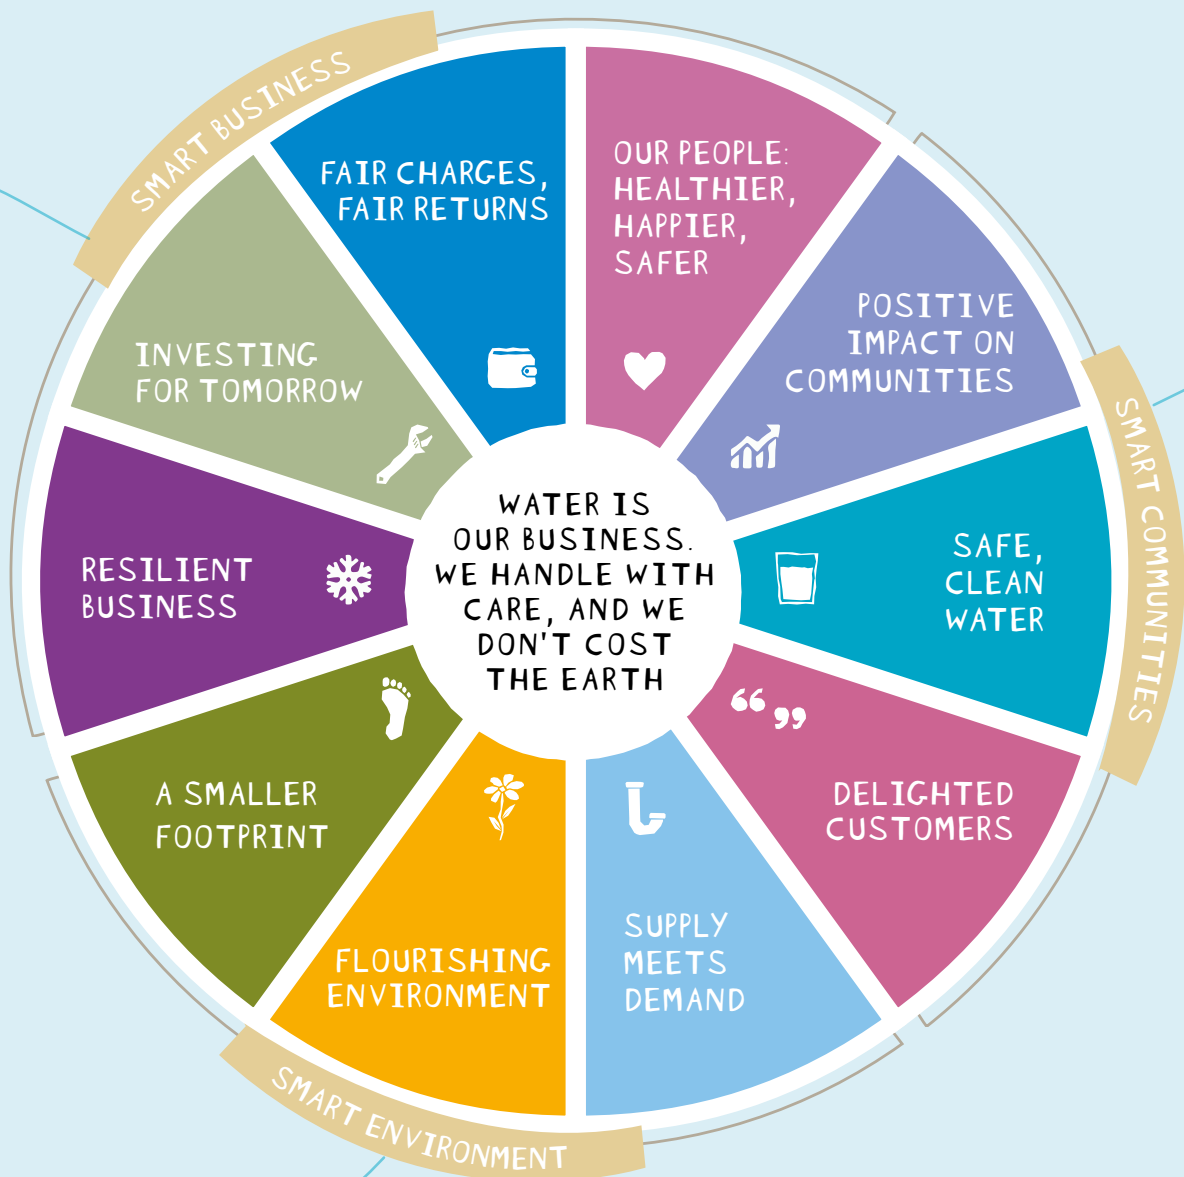 SMART BUSINESS
FAIR CHARGES,
FAIR RETURNS
OUR PEOPLE:
HEALTHIER,
HAPPIER,
SAFER
POSITIVE
IMPACT ON
COMMUNITIES
SMART COMMUNITIES
SAFE,
CLEAN
WATER
DELIGHTED
CUSTOMERS
SUPPLY
MEETS
DEMAND
SMART ENVIRONMENT
FLOURISHING
ENVIRONMENT
A SMALLER
FOOTPRINT
RESILIENT
BUSINESS
INVESTING
FOR TOMORROW
WATER IS
OUR BUSINESS.
WE HANDLE WITH
CARE, AND WE
DON'T COST
THE EARTH